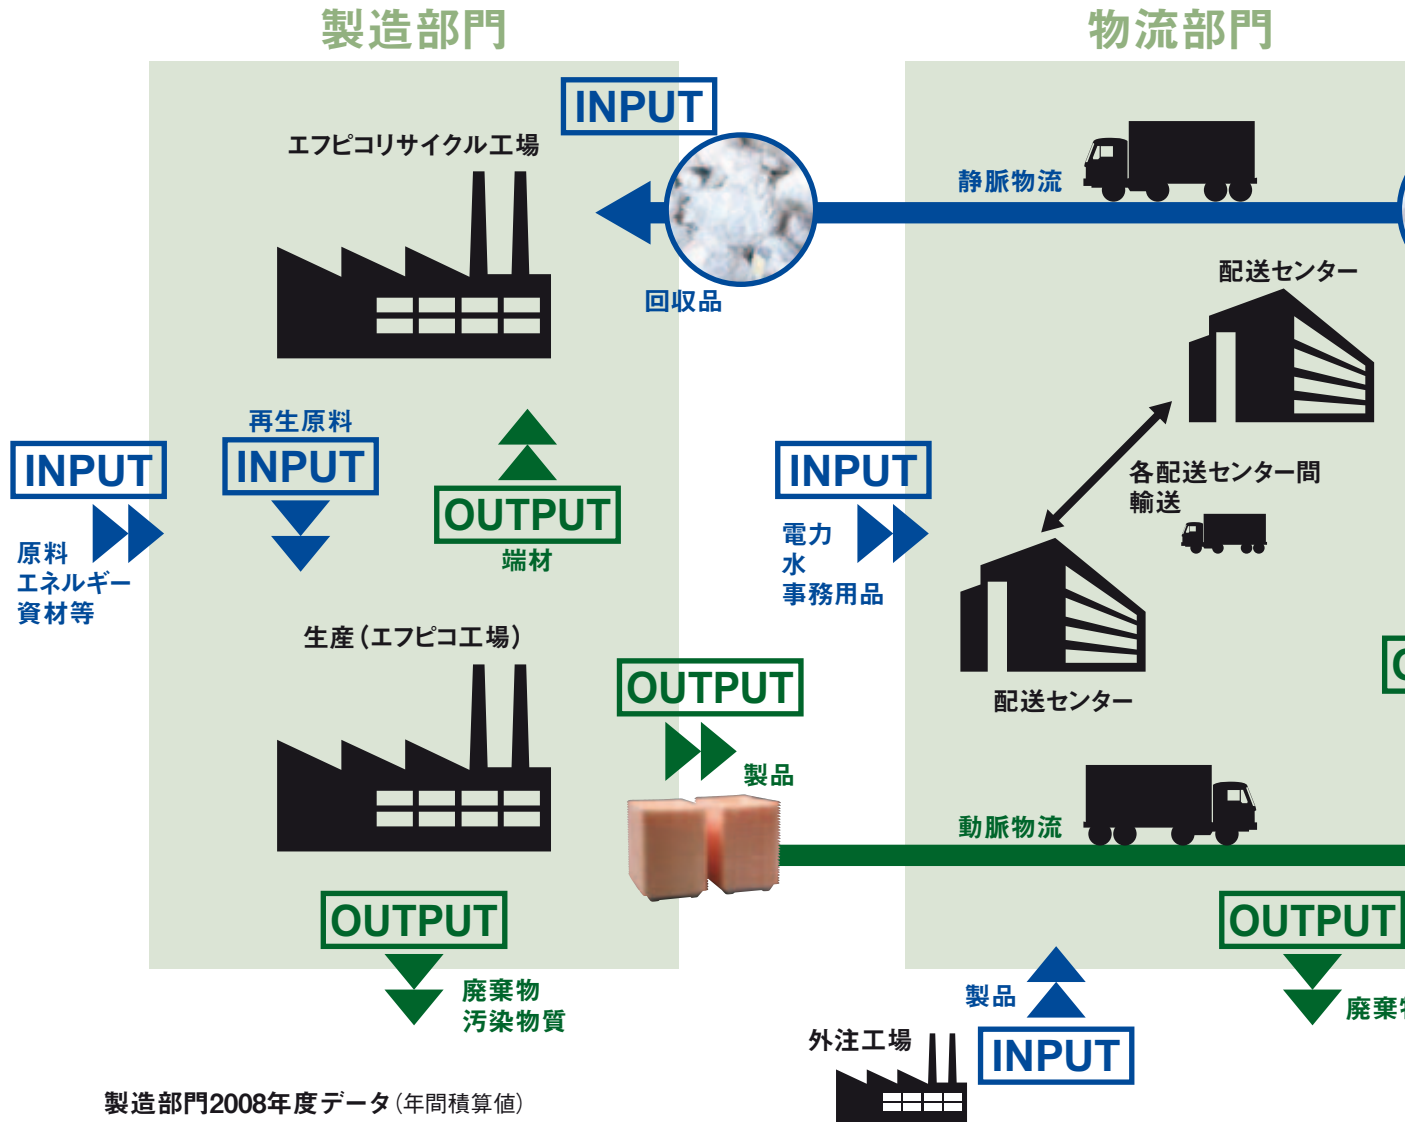 製造部門
物流部門
INPUT
エフピコリサイクル工場
静脈物流
配送センター
回収品
再生原料
INPUT
INPUT
原料
エネルギー
資材等
OUTPUT
端材
INPUT
電力
水
事務用品
各配送センター間
輸送
生産(エフピコ工場)
OUTPUT
製品
配送センター
動脈物流
OUTPUT
廃棄物
汚染物質
OUTPUT
廃棄
製品
INPUT
外注工場
製造部門2008年度データ(年間積算値)